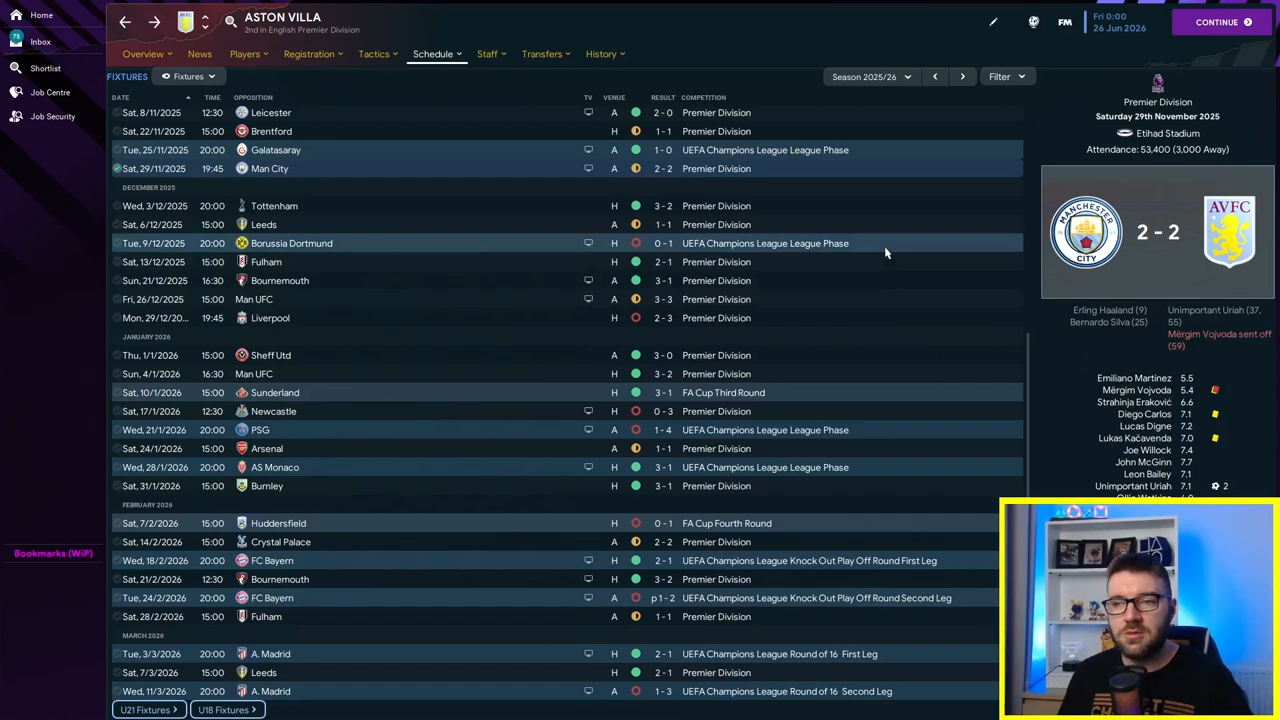 Home
75
Inbox
Shortlist
Job Centre
Job Security
Bookmarks (WiP)
ASTON VILLA
2nd in English Premier Division
FM
Fri 0:00
26 Jun 2026
CONTINUE
Overview News Players Registration Tactics Schedule Staff Transfers History
FIXTURES Fixtures Season 2025/26 Filter
DATE TIME OPPOSITION TV VENUE RESULT COMPETITION
Sat, 8/11/2025 12:30 Leicester A 2 - 0 Premier Division
Sat, 22/11/2025 15:00 Brentford H 1 - 1 Premier Division
Tue, 25/11/2025 20:00 Galatasaray A 1 - 0 UEFA Champions League League Phase
Sat, 29/11/2025 19:45 Man City A 2 - 2 Premier Division
DECEMBER 2025
Wed, 3/12/2025 20:00 Tottenham H 3 - 2 Premier Division
Sat, 6/12/2025 15:00 Leeds A 1 - 1 Premier Division
Tue, 9/12/2025 20:00 Borussia Dortmund H 0 - 1 UEFA Champions League League Phase
Sat, 13/12/2025 15:00 Fulham H 2 - 1 Premier Division
Sun, 21/12/2025 16:30 Bournemouth A 3 - 1 Premier Division
Fri, 26/12/2025 15:00 Man UFC A 3 - 3 Premier Division
Mon, 29/12/20... 19:45 Liverpool H 2 - 3 Premier Division
JANUARY 2026
Thu, 1/1/2026 15:00 Sheff Utd A 3 - 0 Premier Division
Sun, 4/1/2026 16:30 Man UFC H 3 - 2 Premier Division
Sat, 10/1/2026 15:00 Sunderland H 3 - 1 FA Cup Third Round
Sat, 17/1/2026 12:30 Newcastle H 0 - 3 Premier Division
Wed, 21/1/2026 20:00 PSG A 1 - 4 UEFA Champions League League Phase
Sat, 24/1/2026 15:00 Arsenal A 1 - 1 Premier Division
Wed, 28/1/2026 20:00 AS Monaco H 3 - 1 UEFA Champions League League Phase
Sat, 31/1/2026 15:00 Burnley H 3 - 1 Premier Division
FEBRUARY 2026
Sat, 7/2/2026 15:00 Huddersfield H 0 - 1 FA Cup Fourth Round
Sat, 14/2/2026 15:00 Crystal Palace A 2 - 2 Premier Division
Wed, 18/2/2026 20:00 FC Bayern H 2 - 1 UEFA Champions League Knock Out Play Off Round First Leg
Sat, 21/2/2026 12:30 Bournemouth H 3 - 2 Premier Division
Tue, 24/2/2026 20:00 FC Bayern A p 1 - 2 UEFA Champions League Knock Out Play Off Round Second Leg
Sat, 28/2/2026 15:00 Fulham A 1 - 1 Premier Division
MARCH 2026
Tue, 3/3/2026 20:00 A. Madrid H 2 - 1 UEFA Champions League Round of 16 First Leg
Sat, 7/3/2026 15:00 Leeds H 2 - 1 Premier Division
Wed, 11/3/2026 20:00 A. Madrid A 1 - 3 UEFA Champions League Round of 16 Second Leg
U21 Fixtures U18 Fixtures
Premier Division
Saturday 29th November 2025
Etihad Stadium
Attendance: 53,400 (3,000 Away)
MANCHESTER
CITY
2 - 2
AVFC
Erling Haaland (9)
Bernardo Silva (25)
Unimportant Uriah (37,
55)
Mërgim Vojvoda sent off
(59)
Emiliano Martínez 5.5
Mërgim Vojvoda 5.4
Strahinja Eraković 6.6
Diego Carlos 7.1
Lucas Digne 7.2
Lukas Kačavenda 7.0
Joe Willock 7.4
John McGinn 7.7
Leon Bailey 7.1
Unimportant Uriah 7.1 2